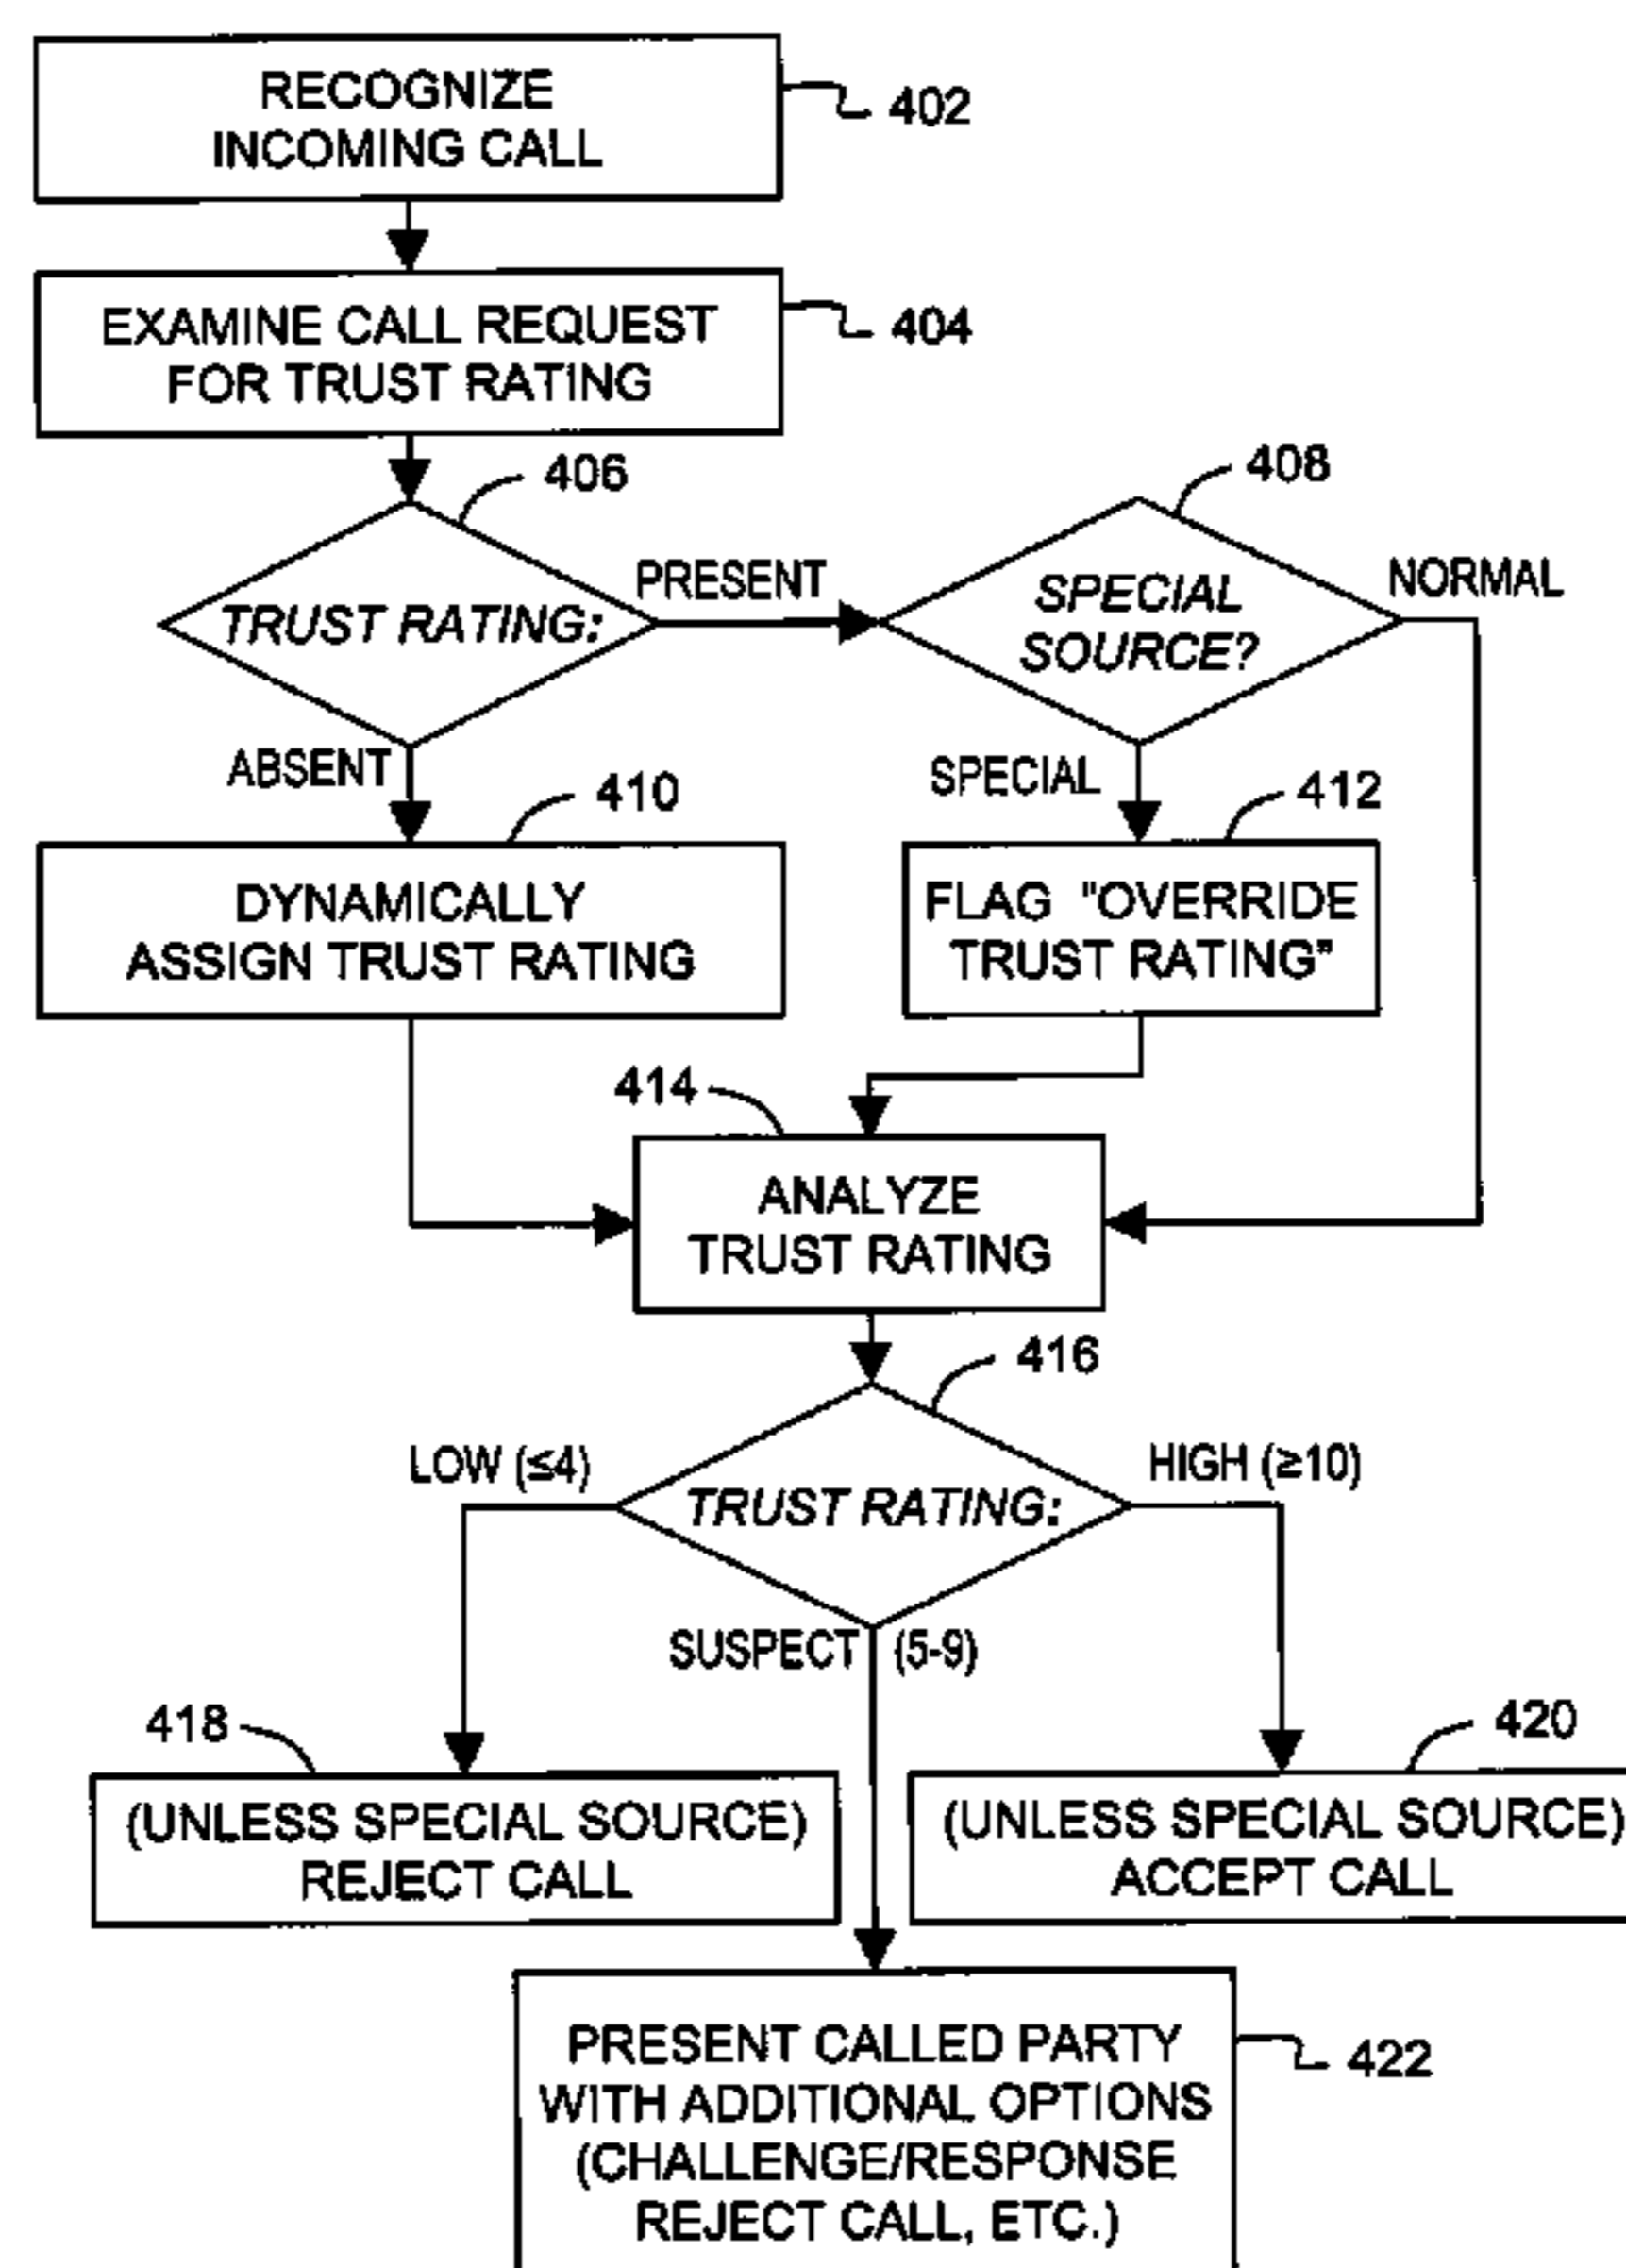 RECOGNIZE
INCOMING CALL
402
EXAMINE CALL REQUEST
FOR TRUST RATING
404
406
408
TRUST RATING:
PRESENT
SPECIAL
SOURCE?
NORMAL
ABSENT
SPECIAL
410
412
DYNAMICALLY
ASSIGN TRUST RATING
FLAG "OVERRIDE
TRUST RATING"
414
ANALYZE
TRUST RATING
416
LOW (≤4)
TRUST RATING:
HIGH (≥10)
SUSPECT (5-9)
418
420
(UNLESS SPECIAL SOURCE)
REJECT CALL
(UNLESS SPECIAL SOURCE)
ACCEPT CALL
PRESENT CALLED PARTY
WITH ADDITIONAL OPTIONS
(CHALLENGE/RESPONSE
REJECT CALL, ETC.)
422